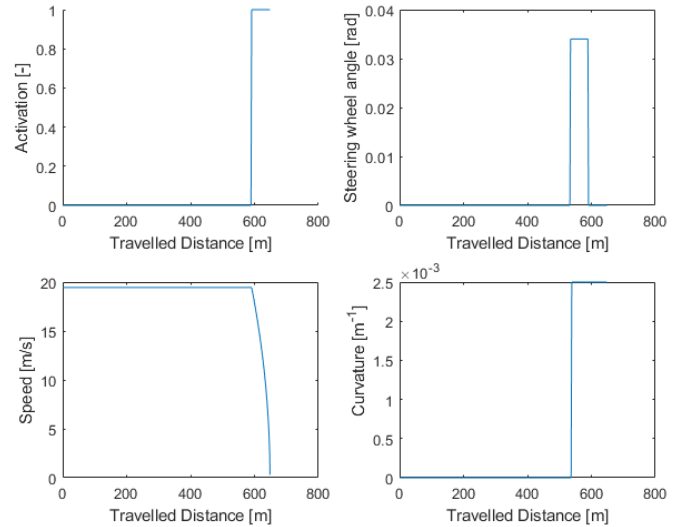 1
0.8
0.6
0.4
0.2
0
Activation [-]
0 200 400 600 800
Travelled Distance [m]
0.04
0.03
0.02
0.01
0
Steering wheel angle [rad]
0 200 400 600 800
Travelled Distance [m]
20
15
10
5
0
Speed [m/s]
0 200 400 600 800
Travelled Distance [m]
× 10⁻³
2.5
2
1.5
1
0.5
0
Curvature [m⁻¹]
0 200 400 600 800
Travelled Distance [m]